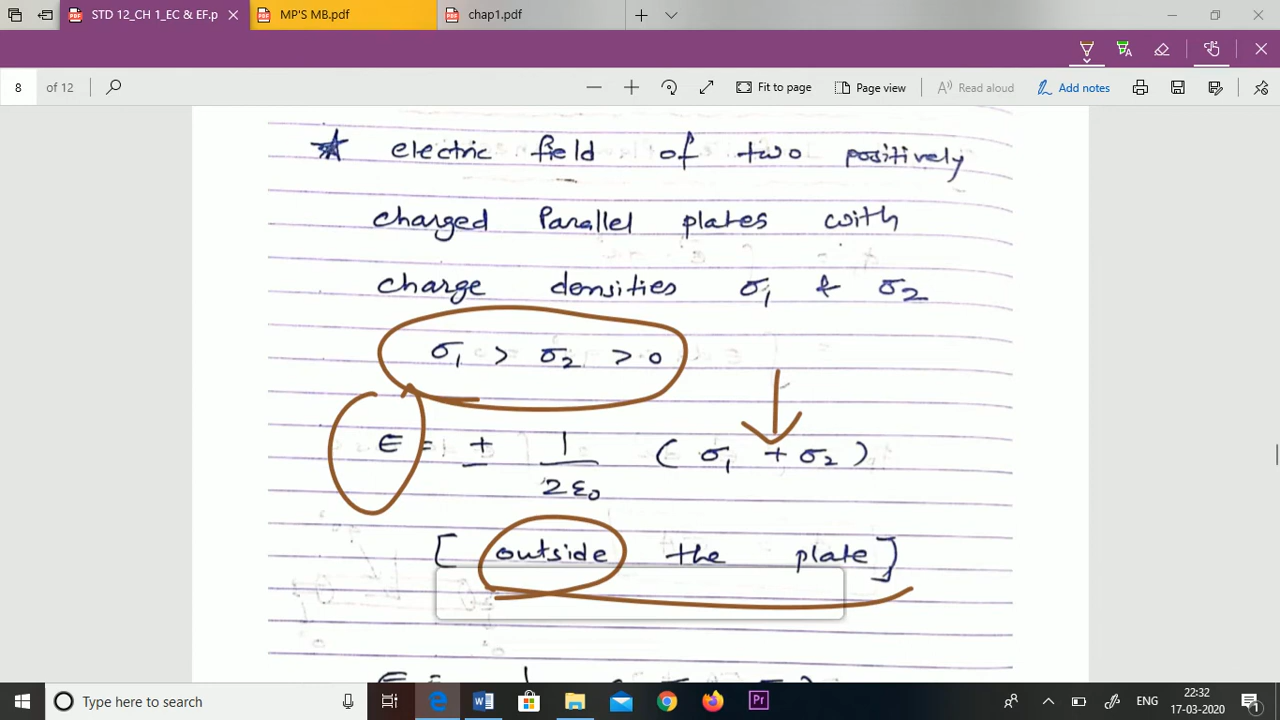 STD 12_CH 1_EC & EF.p
MP'S MB.pdf
chap1.pdf
8 of 12
Fit to page
Page view
Read aloud
Add notes
electric field of two positively
charged Parallel plates with
charge densities σ1 & σ2
σ1 > σ2 > 0
E = ± 1/2ε0 (σ1 + σ2)
[outside the plate]
Type here to search
ENG
22:32
17-03-2020